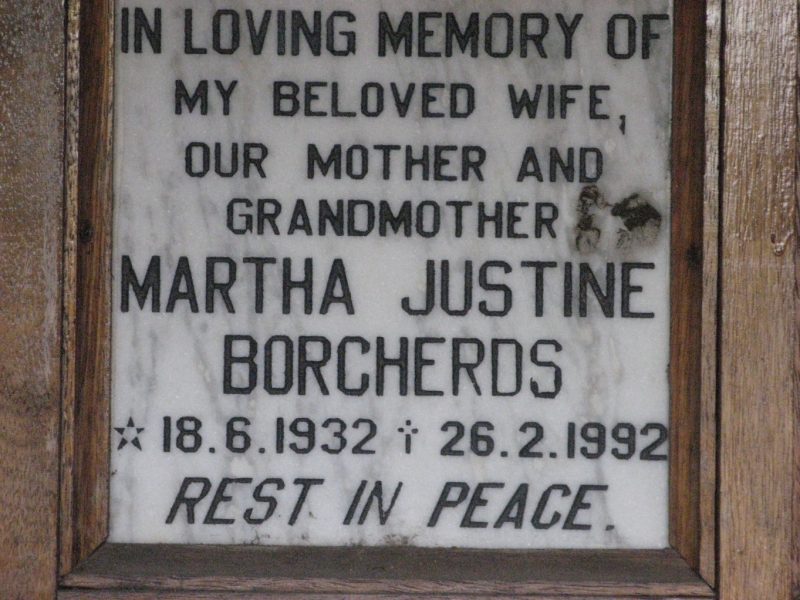 IN LOVING MEMORY OF
MY BELOVED WIFE,
OUR MOTHER AND
GRANDMOTHER
MARTHA JUSTINE
BORCHERDS
☆ 18.6.1932 † 26.2.1992
REST IN PEACE.